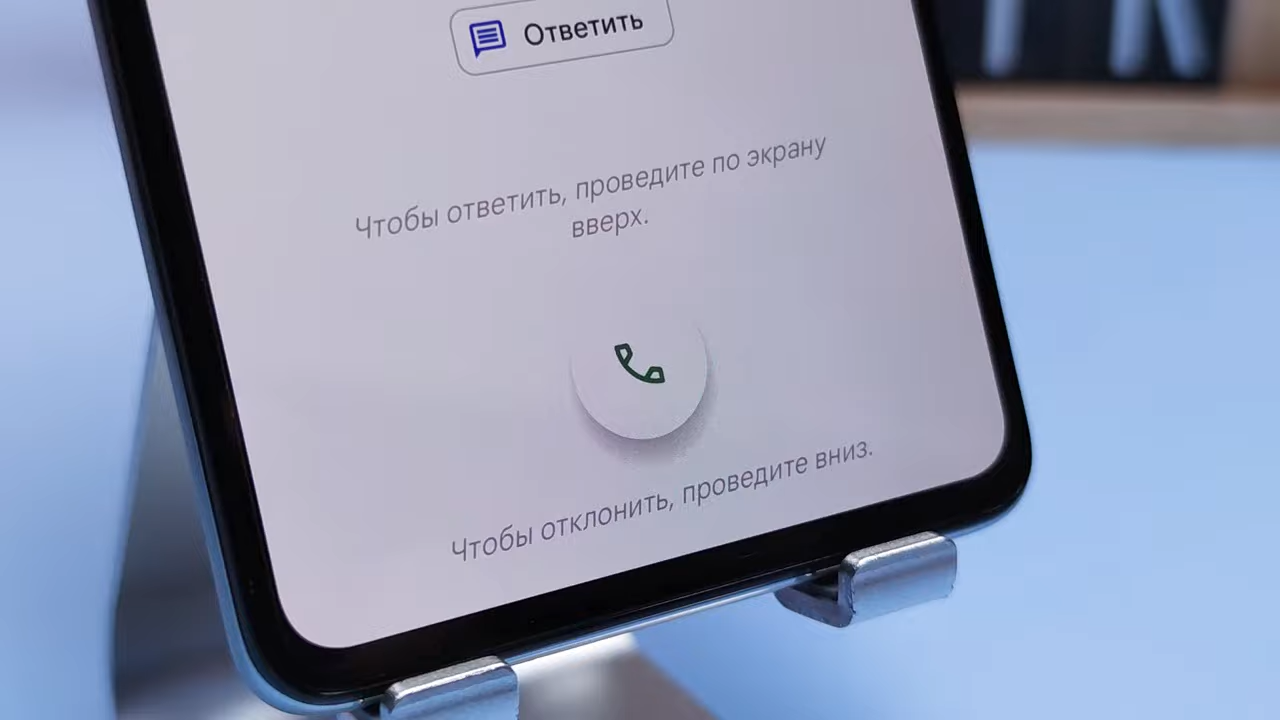 Ответить
Чтобы ответить, проведите по экрану
вверх.
Чтобы отклонить, проведите вниз.